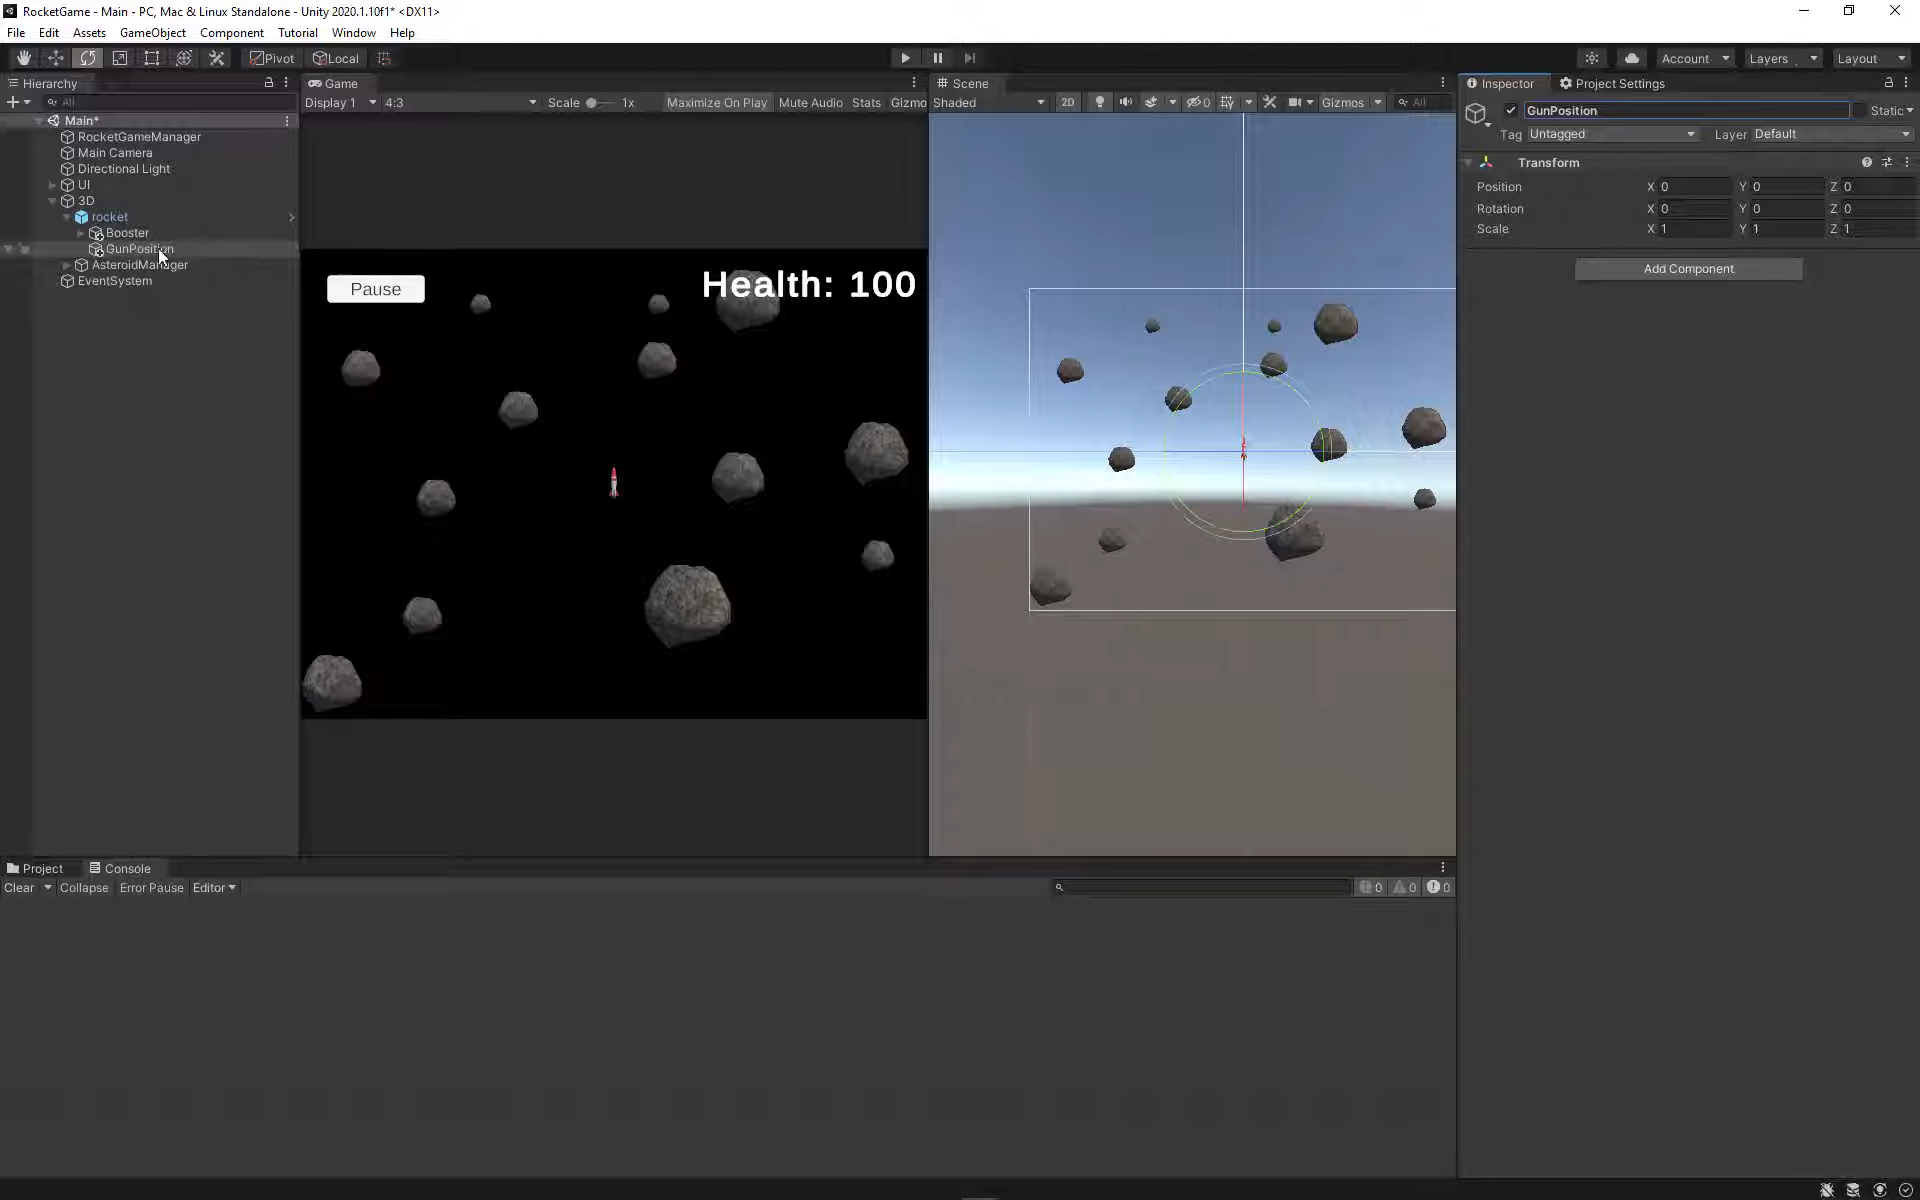 RocketGame - Main - PC, Mac & Linux Standalone - Unity 2020.1.10f1* <DX11>
File Edit Assets GameObject Component Tutorial Window Help
Pivot Local Account Layers Layout
Hierarchy
All
Main*
RocketGameManager
Main Camera
Directional Light
UI
3D
rocket
Booster
GunPosition
AsteroidManager
EventSystem
Game
Display 1 4:3 Scale 1x Maximize On Play Mute Audio Stats Gizmo
Pause
Health: 100
Scene
Shaded 2D 0 Gizmos All
Inspector Project Settings
GunPosition Static
Tag Untagged Layer Default
Transform
Position X 0 Y 0 Z 0
Rotation X 0 Y 0 Z 0
Scale X 1 Y 1 Z 1
Add Component
Project Console
Clear Collapse Error Pause Editor 0 0 0